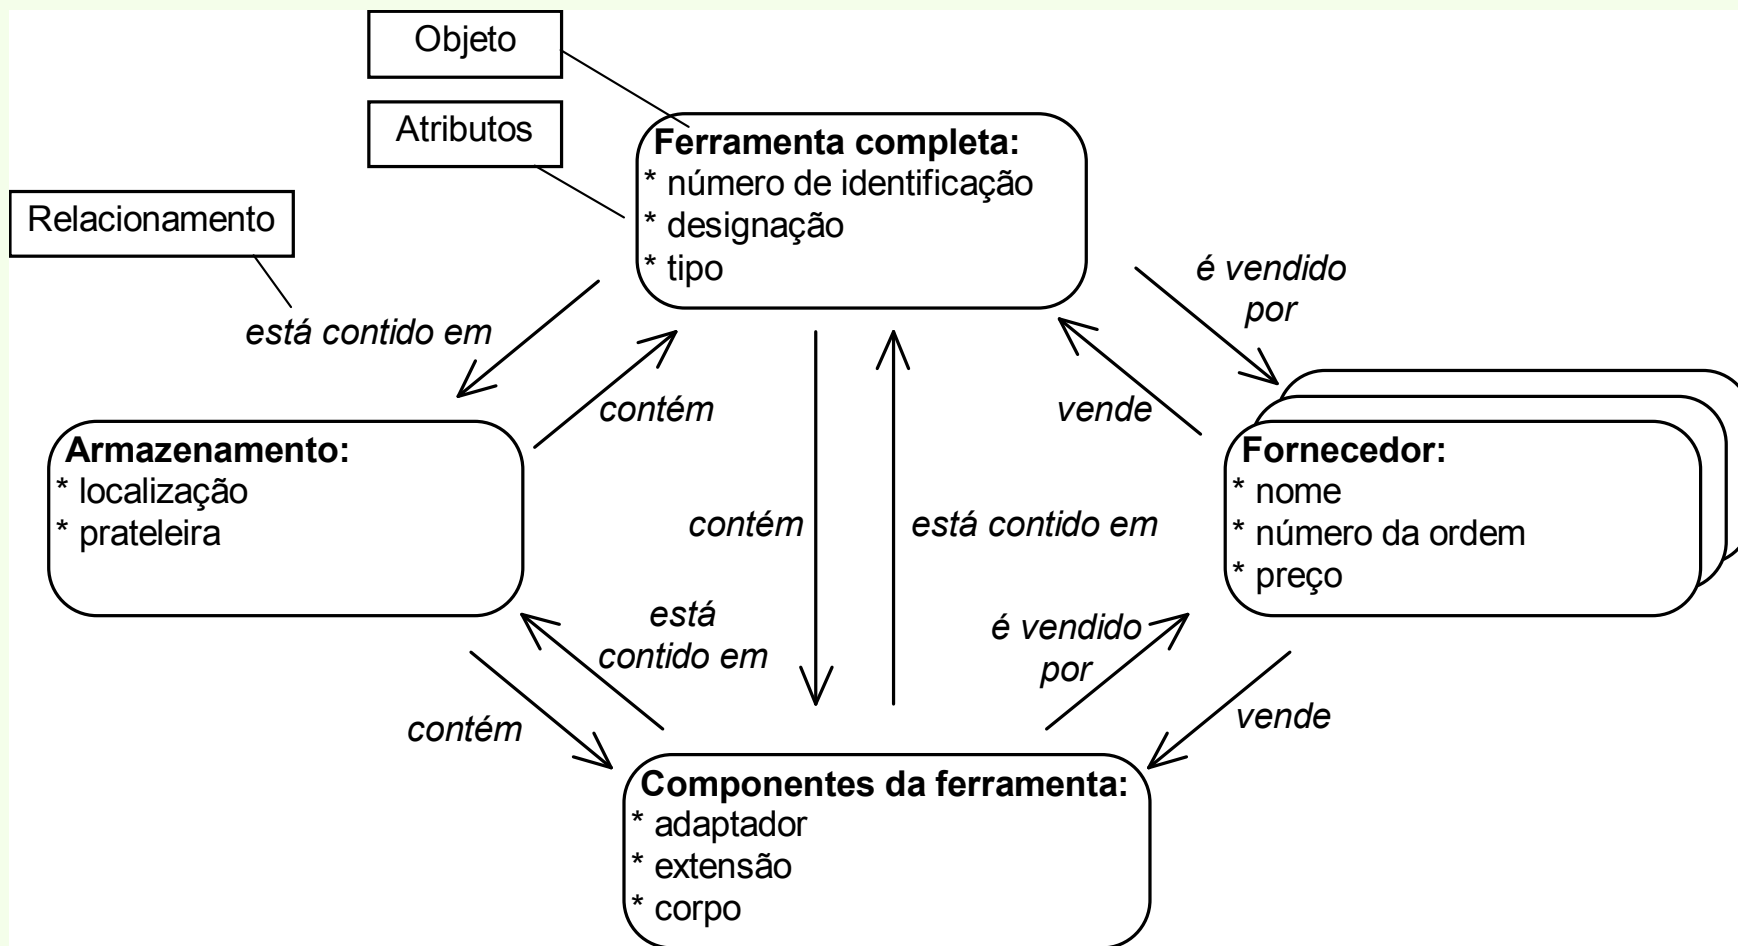 Objeto
Atributos
Relacionamento
Ferramenta completa:
* número de identificação
* designação
* tipo
está contido em
contém
é vendido
por
vende
Armazenamento:
* localização
* prateleira
contém
está contido em
Fornecedor:
* nome
* número da ordem
* preço
está
contido em
contém
é vendido
por
vende
Componentes da ferramenta:
* adaptador
* extensão
* corpo